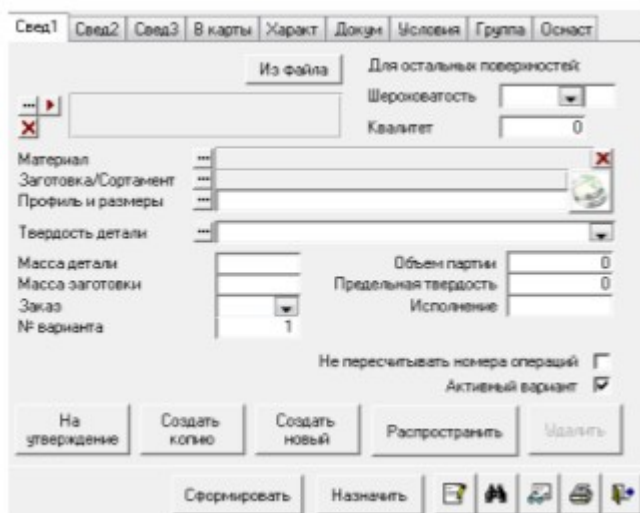 Свед1 Свед2 Свед3 В карты Характ Докум Условия Группа Оснаст
Из файла Для остальных поверхностей:
Шероховатость
Квалитет 0
Материал
Заготовка/Сортамент
Профиль и размеры
Твердость детали
Масса детали Объем партии 0
Масса заготовки Предельная твердость 0
Заказ Исполнение
№ варианта 1
Не пересчитывать номера операций
Активный вариант
На утверждение Создать копию Создать новый Распространить Удалить
Сформировать Назначить